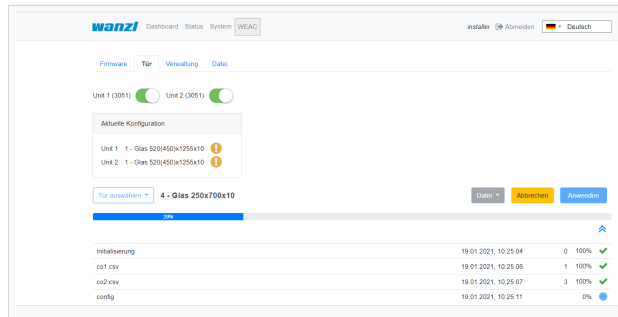 wanzl Dashboard Status System WEAC installer Abmelden Deutsch
Firmware Tür Verwaltung Datei
Unit 1 (3051) Unit 2 (3051)
Aktuelle Konfiguration
Unit 1 1 - Glas 520(450)x1255x10
Unit 2 1 - Glas 520(450)x1255x10
Tür auswählen 4 - Glas 250x700x10 Datei Abbrechen Anwenden
29%
Initialisierung 19.01.2021, 10:25:04 0 100%
co1.csv 19.01.2021, 10:25:06 1 100%
co2.csv 19.01.2021, 10:25:07 3 100%
config 19.01.2021, 10:25:11 0%